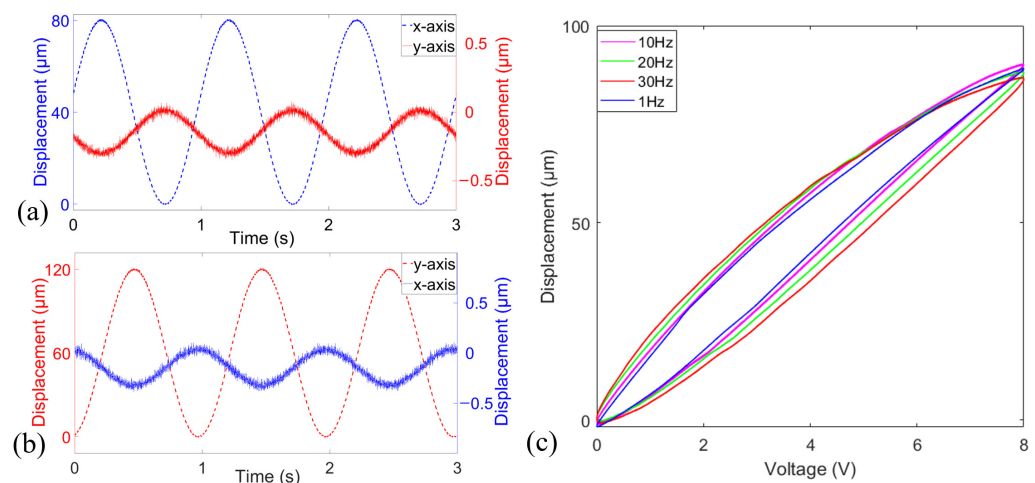 (a)
Displacement (μm)
80
40
0
x-axis
y-axis
0.5
0
−0.5
Displacement (μm)
0
1
2
3
Time (s)
(b)
Displacement (μm)
120
60
0
y-axis
x-axis
0.5
0
−0.5
Displacement (μm)
0
1
2
3
Time (s)
(c)
Displacement (μm)
100
50
0
10Hz
20Hz
30Hz
1Hz
0
2
4
6
8
Voltage (V)